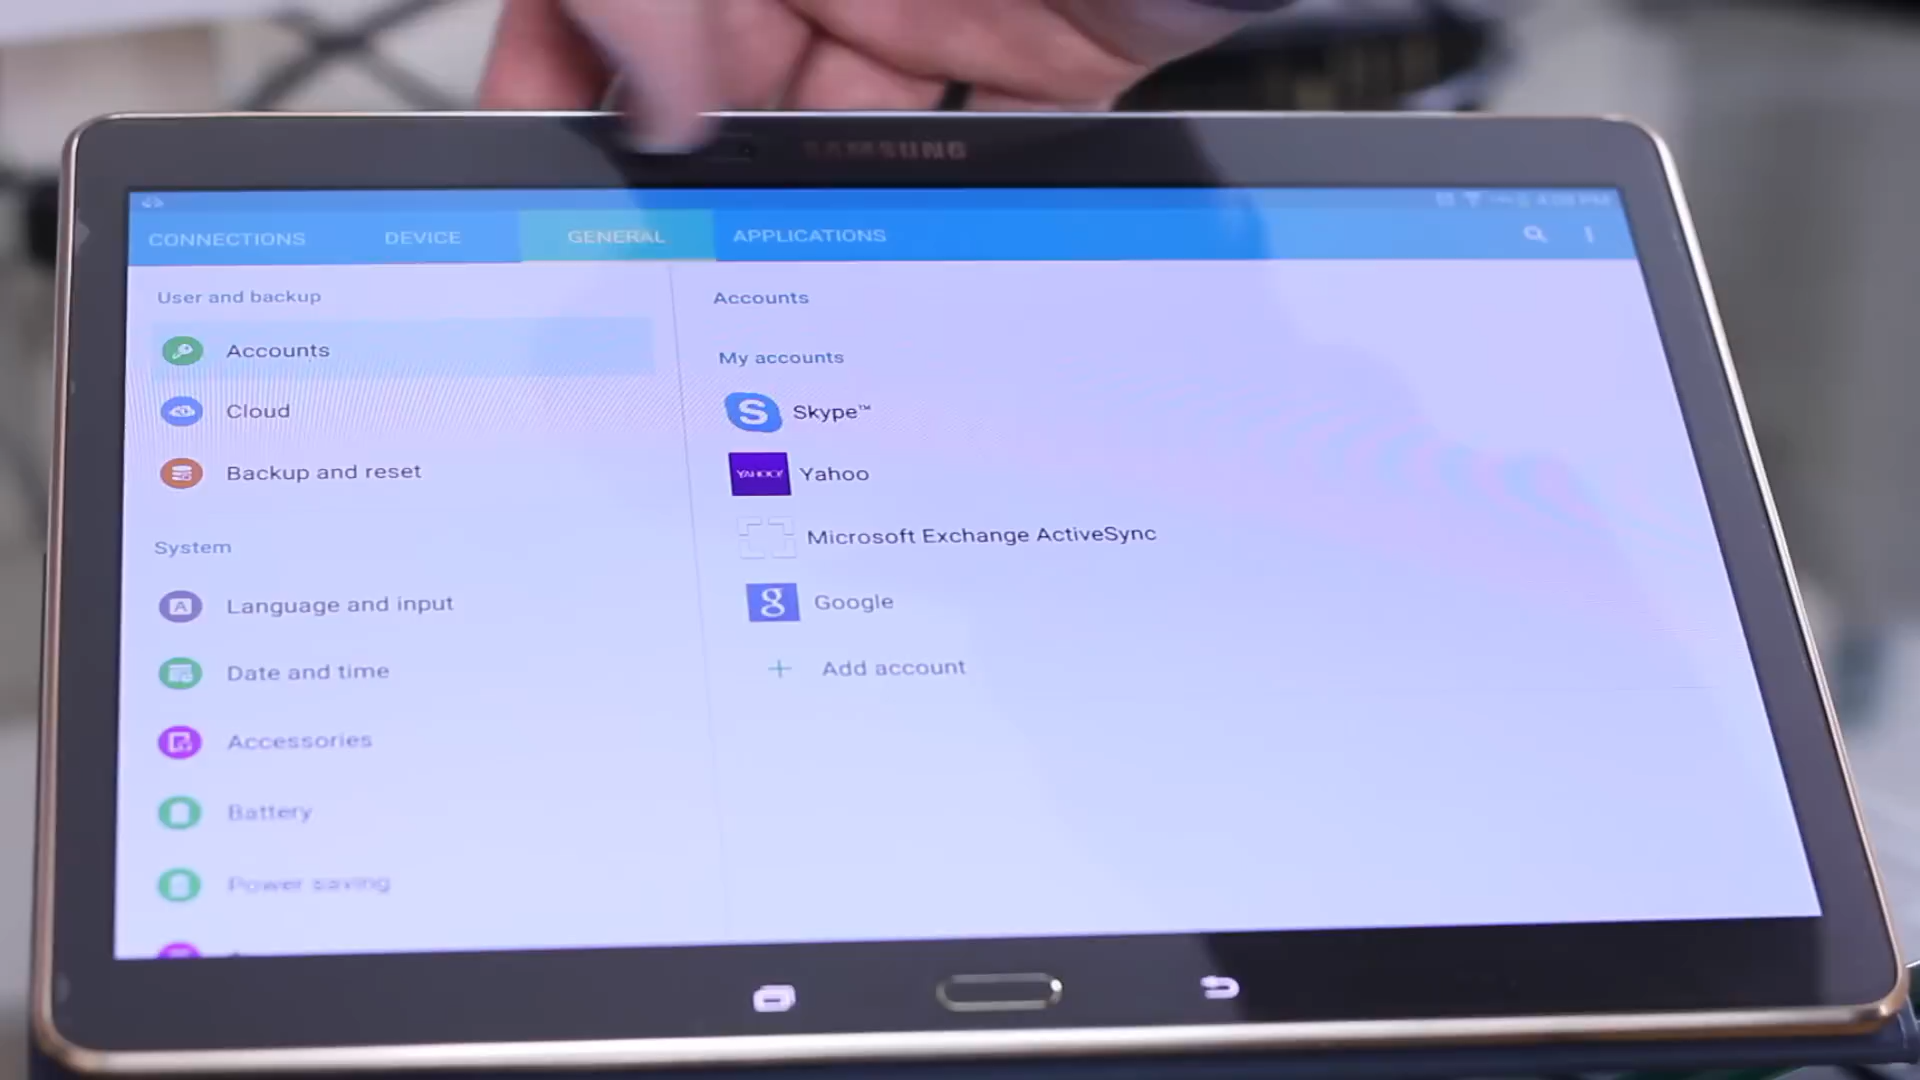 SAMSUNG
CONNECTIONS
DEVICE
GENERAL
APPLICATIONS
User and backup
Accounts
Cloud
Backup and reset
System
Language and input
Date and time
Accessories
Battery
Power saving
Accounts
My accounts
S Skype™
YAHOO! Yahoo
Microsoft Exchange ActiveSync
g Google
+ Add account